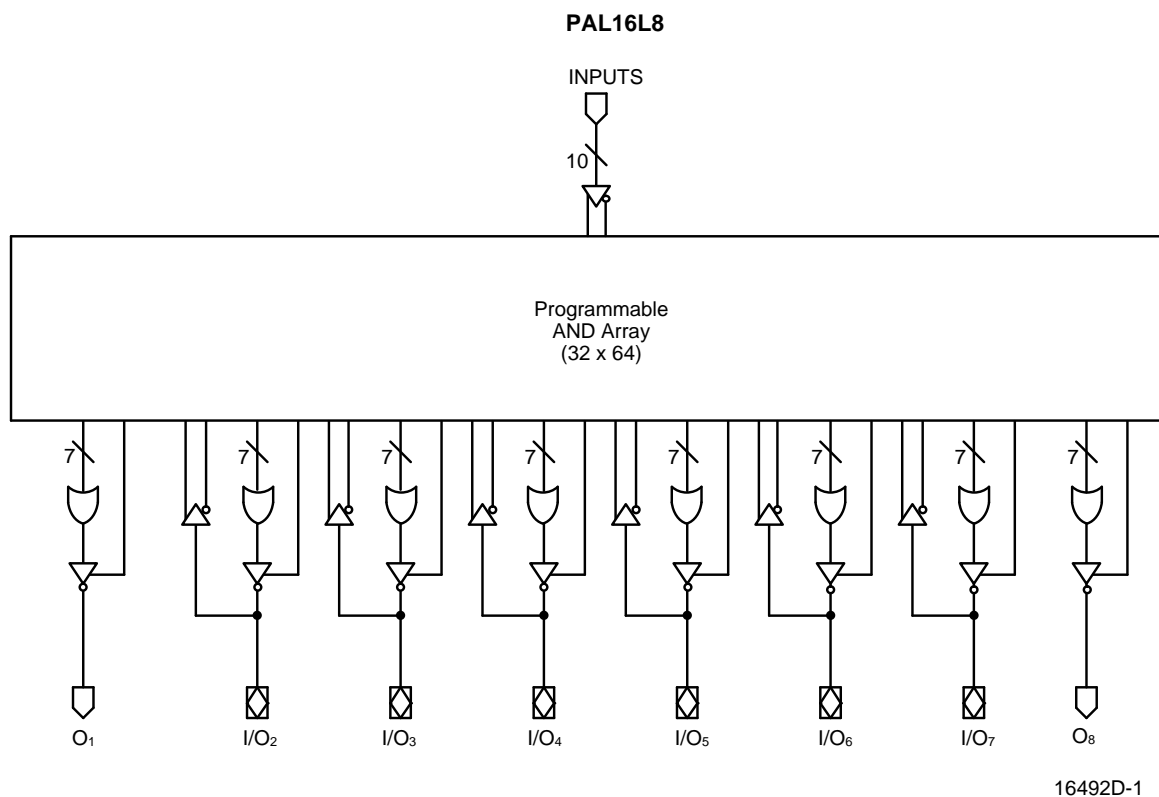 PAL16L8
INPUTS
10
Programmable
AND Array
(32 x 64)
7 7 7 7 7 7 7 7
O1 I/O2 I/O3 I/O4 I/O5 I/O6 I/O7 O8
16492D-1